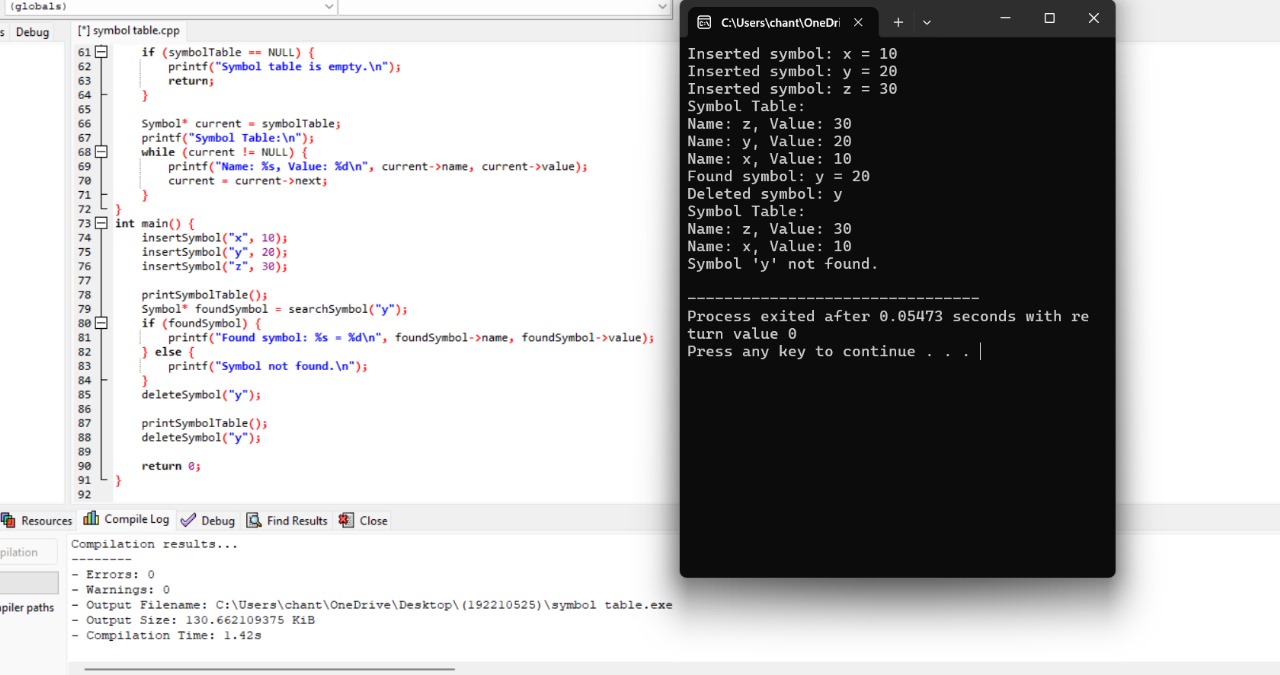 (globals)
s Debug
[*] symbol table.cpp
61 if (symbolTable == NULL) {
62 printf("Symbol table is empty.\n");
63 return;
64 }
65
66 Symbol* current = symbolTable;
67 printf("Symbol Table:\n");
68 while (current != NULL) {
69 printf("Name: %s, Value: %d\n", current->name, current->value);
70 current = current->next;
71 }
72 }
73 int main() {
74 insertSymbol("x", 10);
75 insertSymbol("y", 20);
76 insertSymbol("z", 30);
77
78 printSymbolTable();
79 Symbol* foundSymbol = searchSymbol("y");
80 if (foundSymbol) {
81 printf("Found symbol: %s = %d\n", foundSymbol->name, foundSymbol->value);
82 } else {
83 printf("Symbol not found.\n");
84 }
85 deleteSymbol("y");
86
87 printSymbolTable();
88 deleteSymbol("y");
89
90 return 0;
91 }
92
Resources Compile Log Debug Find Results Close
pilation
piler paths
Compilation results...
--------
- Errors: 0
- Warnings: 0
- Output Filename: C:\Users\chant\OneDrive\Desktop\(192210525)\symbol table.exe
- Output Size: 130.662109375 KiB
- Compilation Time: 1.42s
C:\Users\chant\OneDri
Inserted symbol: x = 10
Inserted symbol: y = 20
Inserted symbol: z = 30
Symbol Table:
Name: z, Value: 30
Name: y, Value: 20
Name: x, Value: 10
Found symbol: y = 20
Deleted symbol: y
Symbol Table:
Name: z, Value: 30
Name: x, Value: 10
Symbol 'y' not found.
--------------------------------
Process exited after 0.05473 seconds with re
turn value 0
Press any key to continue . . .